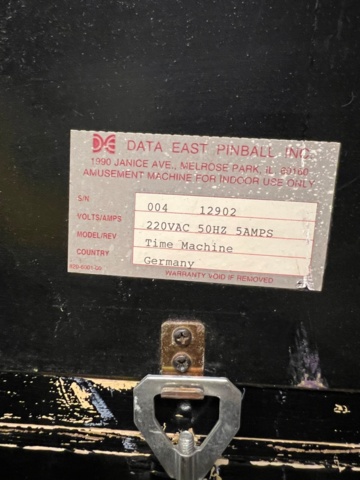 DATA EAST PINBALL, INC.
1990 JANICE AVE., MELROSE PARK, IL 60160
AMUSEMENT MACHINE FOR INDOOR USE ONLY
S/N 004 12902
VOLTS/AMPS 220VAC 50HZ 5AMPS
MODEL/REV Time Machine
COUNTRY Germany
WARRANTY VOID IF REMOVED